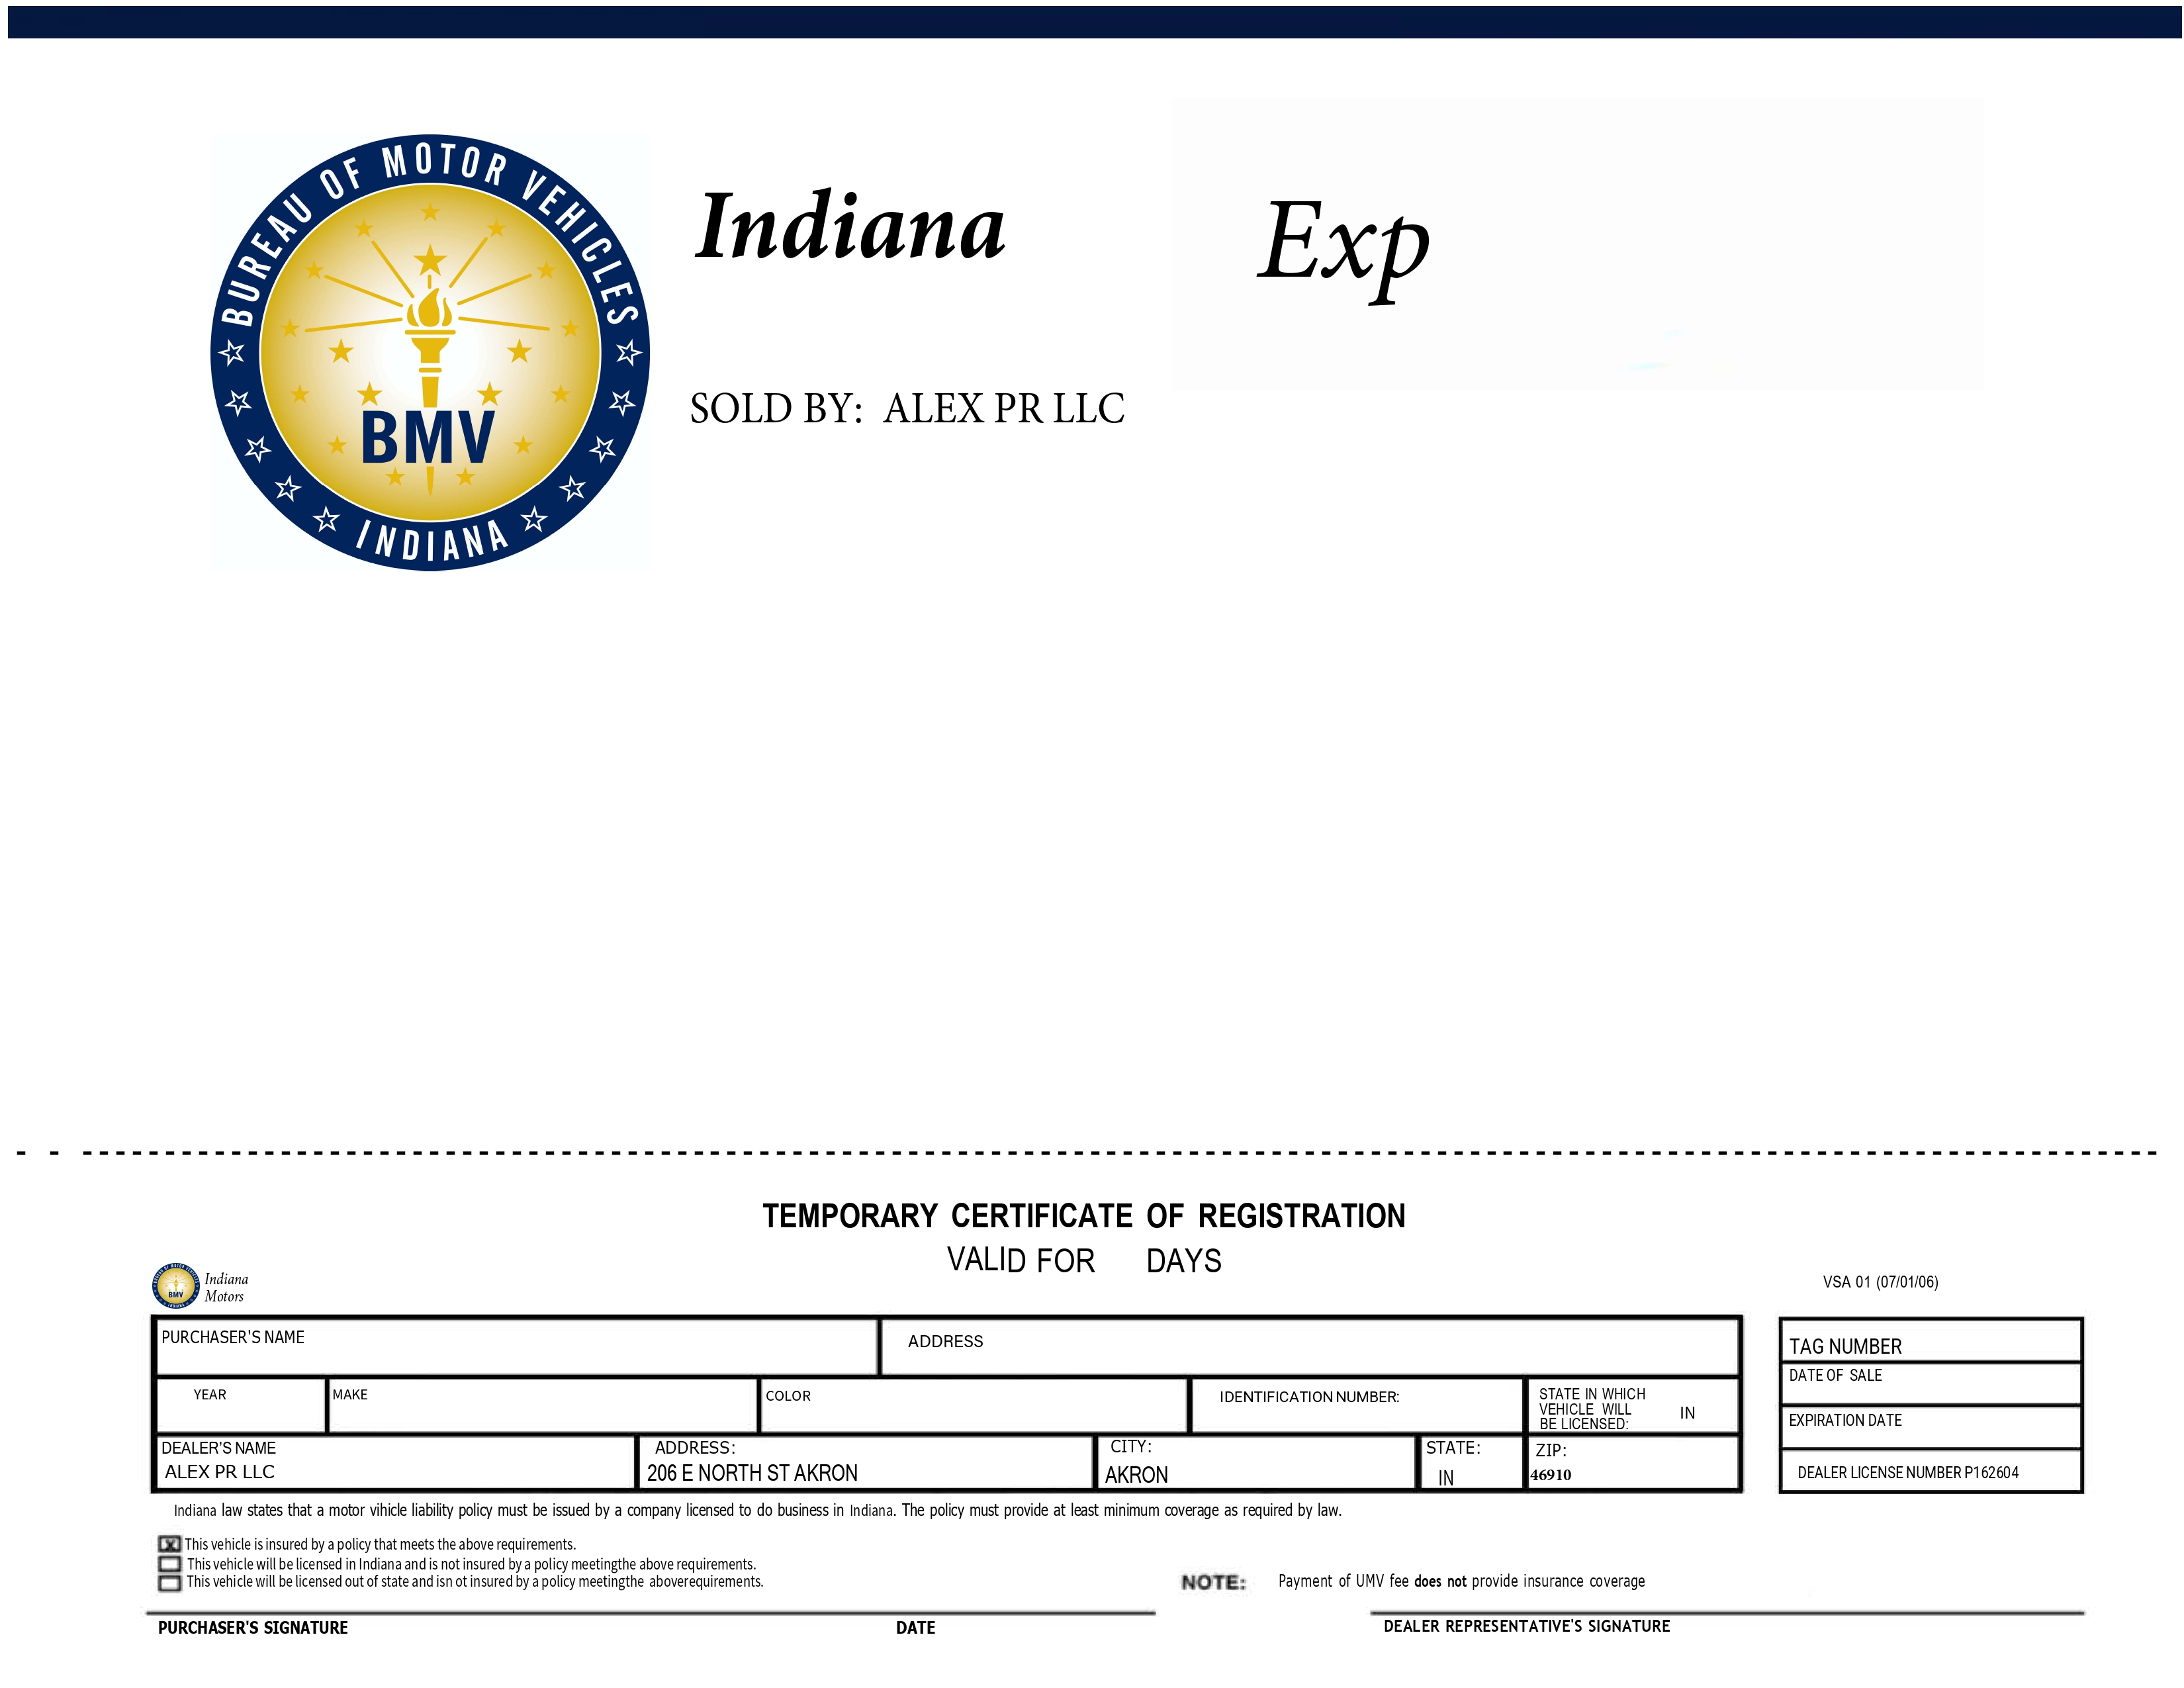 BUREAU OF MOTOR VEHICLES
BMV
INDIANA
Indiana
Exp
SOLD BY: ALEX PR LLC
TEMPORARY CERTIFICATE OF REGISTRATION
VALID FOR DAYS
BMV
Indiana
Motors
VSA 01 (07/01/06)
PURCHASER'S NAME
ADDRESS
TAG NUMBER
DATE OF SALE
YEAR
MAKE
COLOR
IDENTIFICATION NUMBER:
STATE IN WHICH
VEHICLE WILL
BE LICENSED:
IN
EXPIRATION DATE
DEALER'S NAME
ALEX PR LLC
ADDRESS:
206 E NORTH ST AKRON
CITY:
AKRON
STATE:
IN
ZIP:
46910
DEALER LICENSE NUMBER P162604
Indiana law states that a motor vihicle liability policy must be issued by a company licensed to do business in Indiana. The policy must provide at least minimum coverage as required by law.
X This vehicle is insured by a policy that meets the above requirements.
This vehicle will be licensed in Indiana and is not insured by a policy meetingthe above requirements.
This vehicle will be licensed out of state and isn ot insured by a policy meetingthe aboverequirements.
NOTE: Payment of UMV fee does not provide insurance coverage
PURCHASER'S SIGNATURE
DATE
DEALER REPRESENTATIVE'S SIGNATURE